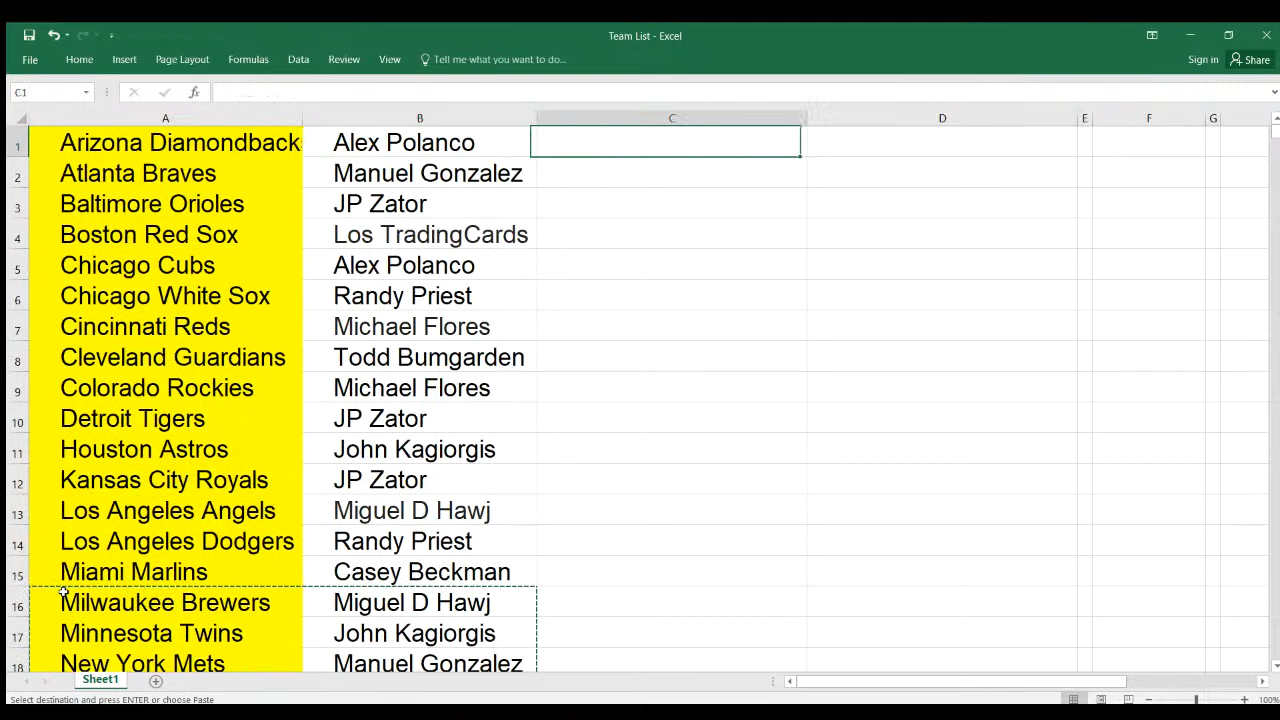 Team List - Excel
File Home Insert Page Layout Formulas Data Review View Tell me what you want to do... Sign in Share
C1 fx
A B C D E F G
1 Arizona Diamondbacks Alex Polanco
2 Atlanta Braves Manuel Gonzalez
3 Baltimore Orioles JP Zator
4 Boston Red Sox Los TradingCards
5 Chicago Cubs Alex Polanco
6 Chicago White Sox Randy Priest
7 Cincinnati Reds Michael Flores
8 Cleveland Guardians Todd Bumgarden
9 Colorado Rockies Michael Flores
10 Detroit Tigers JP Zator
11 Houston Astros John Kagiorgis
12 Kansas City Royals JP Zator
13 Los Angeles Angels Miguel D Hawj
14 Los Angeles Dodgers Randy Priest
15 Miami Marlins Casey Beckman
16 Milwaukee Brewers Miguel D Hawj
17 Minnesota Twins John Kagiorgis
18 New York Mets Manuel Gonzalez
Sheet1
Select destination and press ENTER or choose Paste 100%